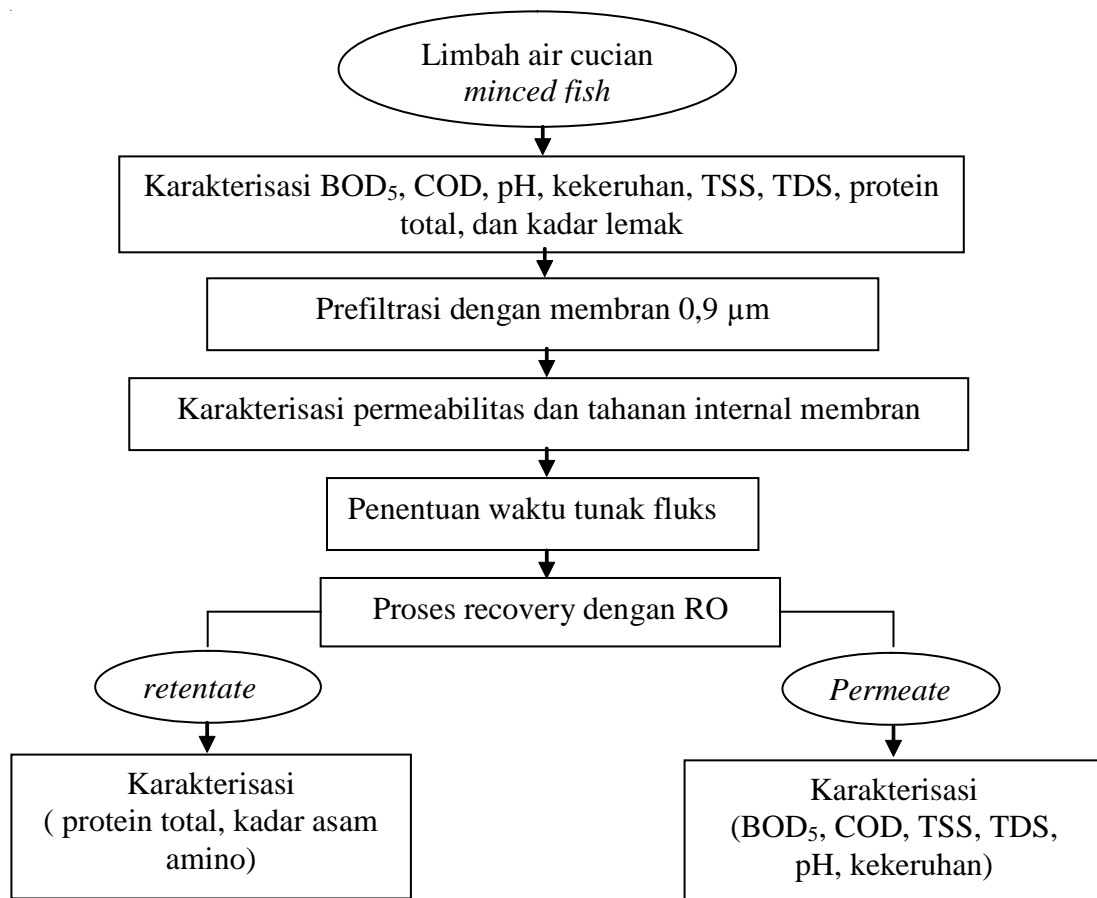 Limbah air cucian
minced fish
Karakterisasi BOD₅, COD, pH, kekeruhan, TSS, TDS, protein
total, dan kadar lemak
Prefiltrasi dengan membran 0,9 µm
Karakterisasi permeabilitas dan tahanan internal membran
Penentuan waktu tunak fluks
Proses recovery dengan RO
retentate
Permeate
Karakterisasi
( protein total, kadar asam
amino)
Karakterisasi
(BOD₅, COD, TSS, TDS,
pH, kekeruhan)